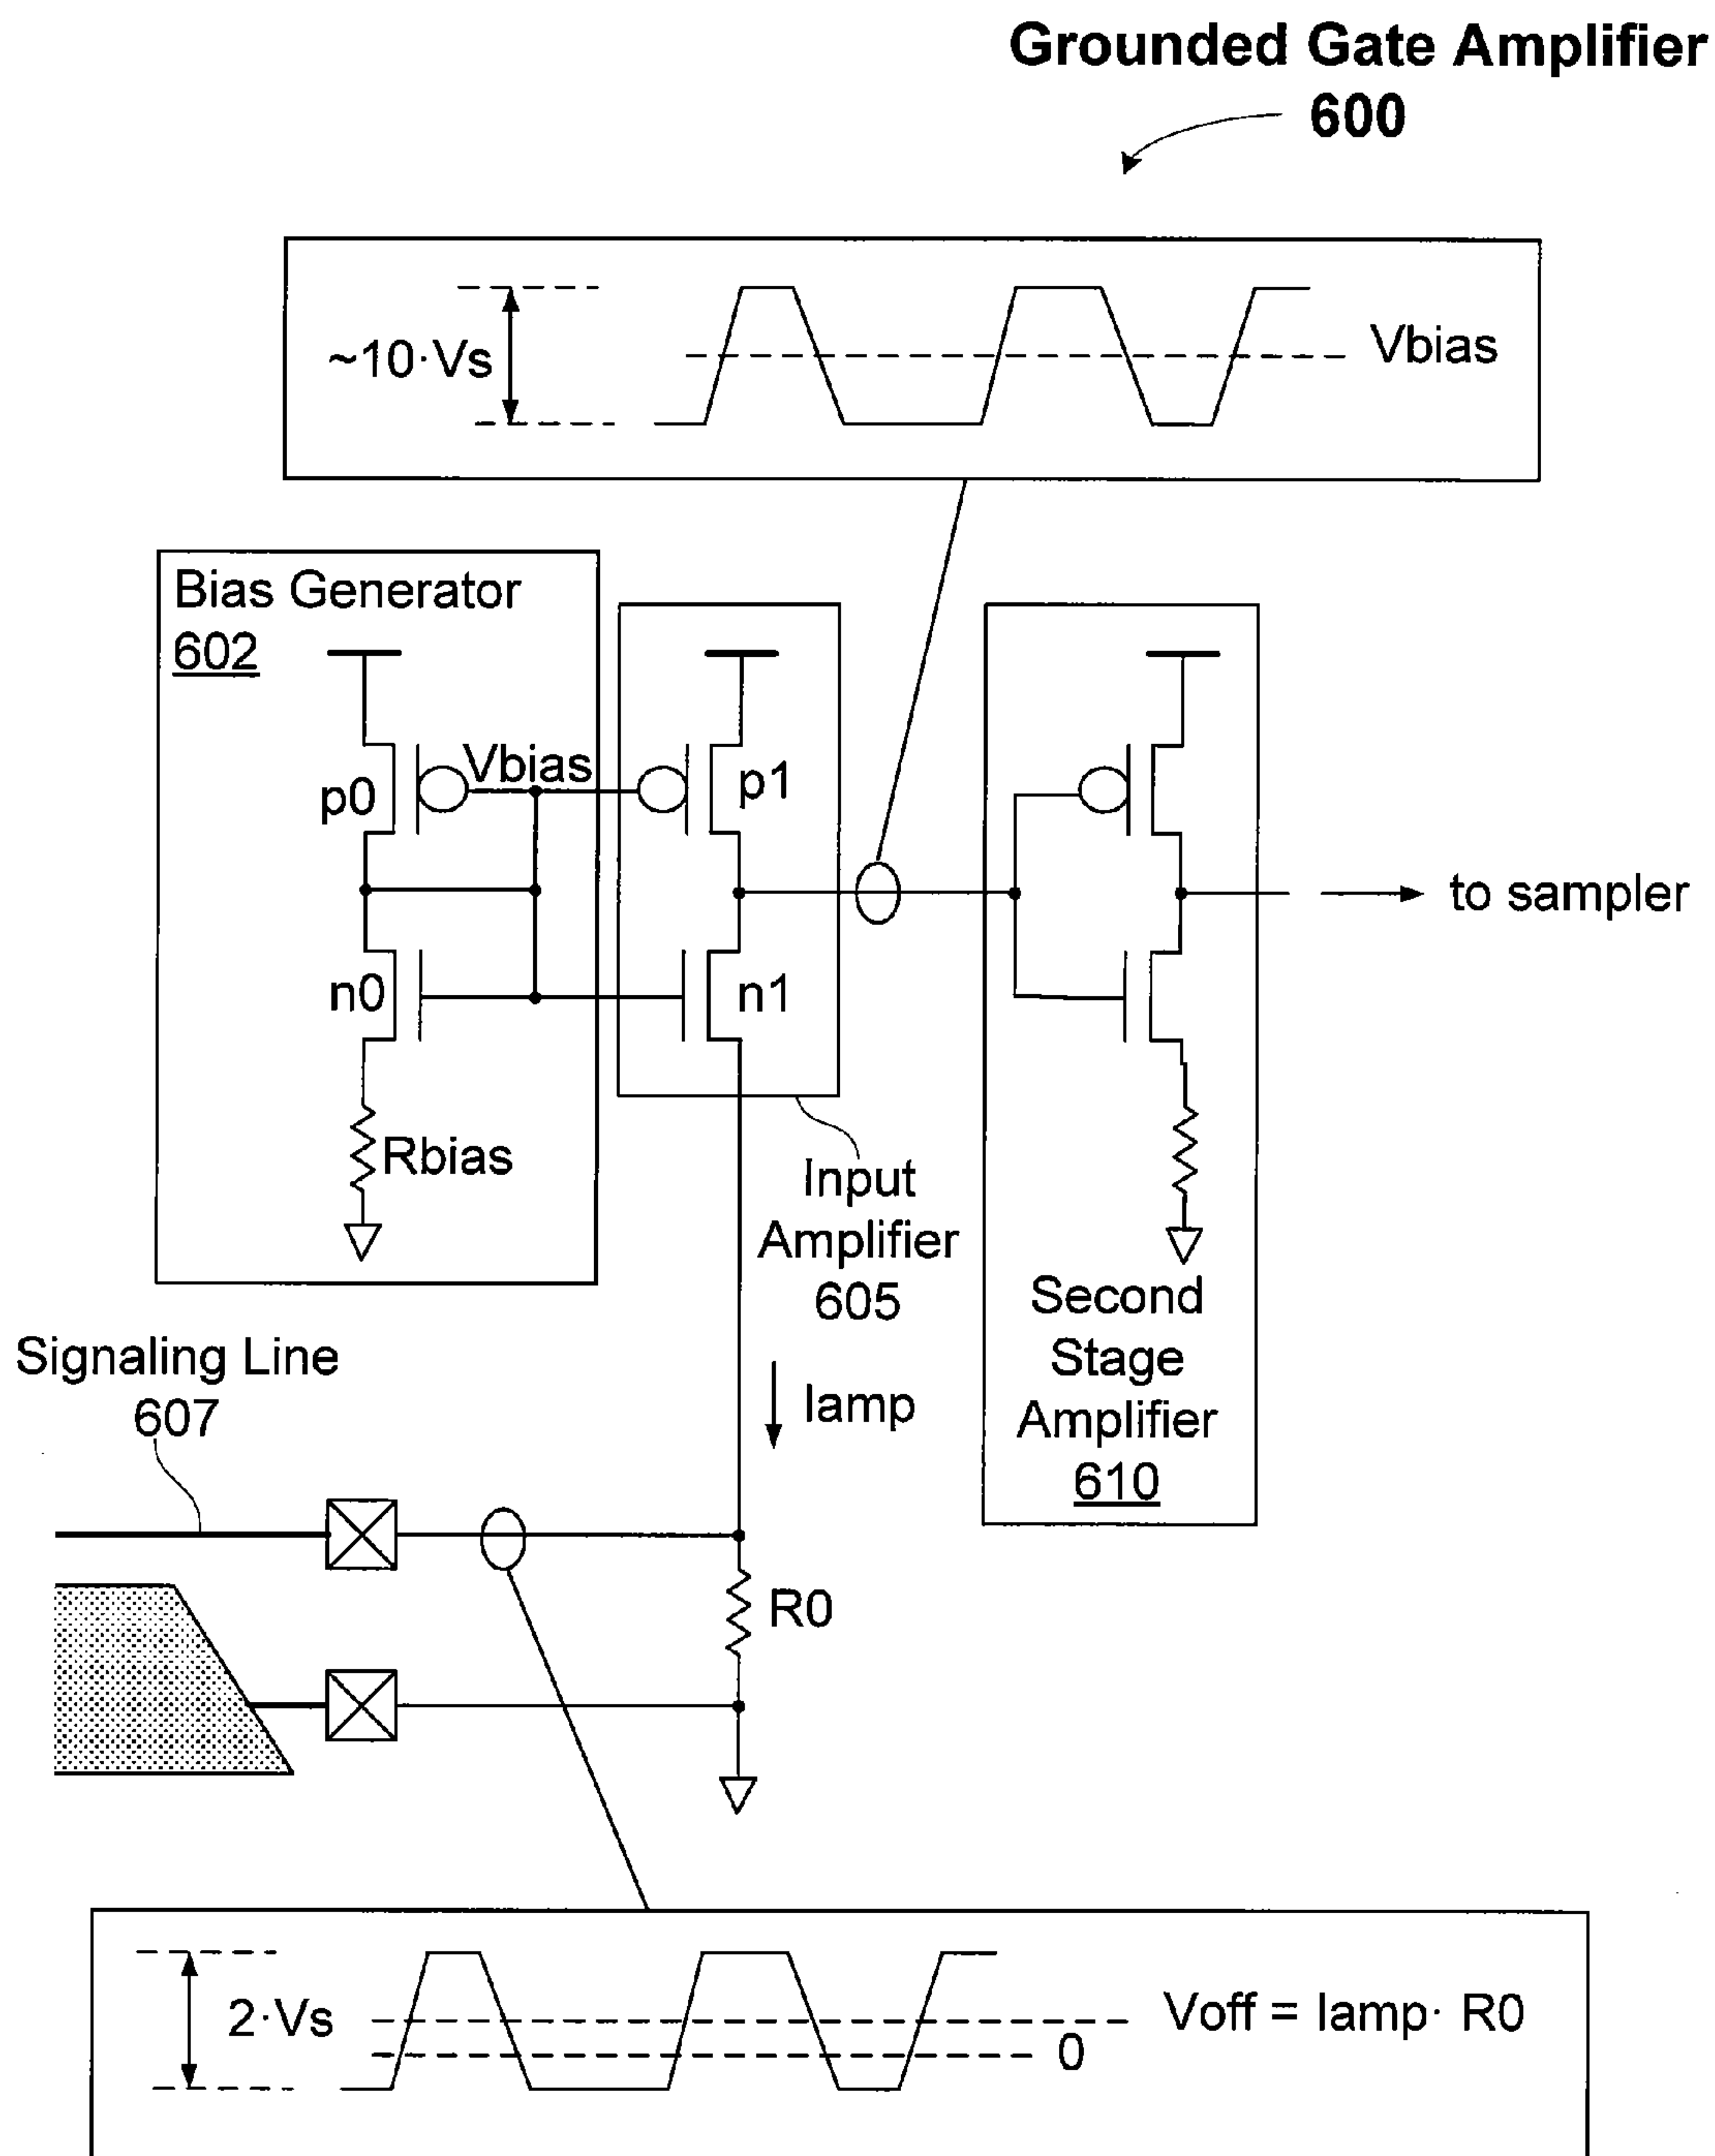 Grounded Gate Amplifier
600
~10·Vs
Vbias
Bias Generator
602
Vbias
p0
p1
n0
n1
Rbias
to sampler
Input
Amplifier
605
Second
Stage
Amplifier
610
Signaling Line
607
Iamp
R0
2·Vs
Voff = Iamp· R0
0